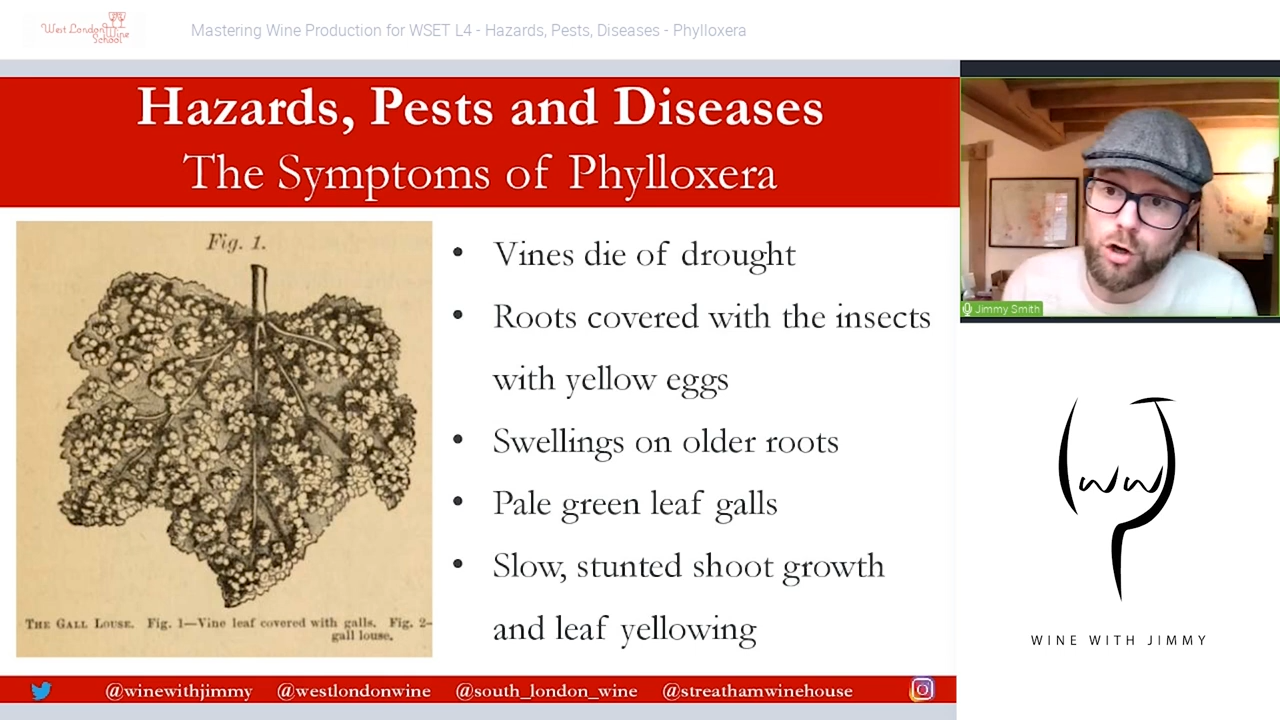 West London Wine School
Mastering Wine Production for WSET L4 - Hazards, Pests, Diseases - Phylloxera
Hazards, Pests and Diseases
The Symptoms of Phylloxera
Fig. 1.
THE GALL LOUSE. Fig. 1—Vine leaf covered with galls. Fig. 2—
gall louse.
• Vines die of drought
• Roots covered with the insects
with yellow eggs
• Swellings on older roots
• Pale green leaf galls
• Slow, stunted shoot growth
and leaf yellowing
@winewithjimmy @westlondonwine @south_london_wine @streathamwinehouse
Jimmy Smith
ww
WINE WITH JIMMY